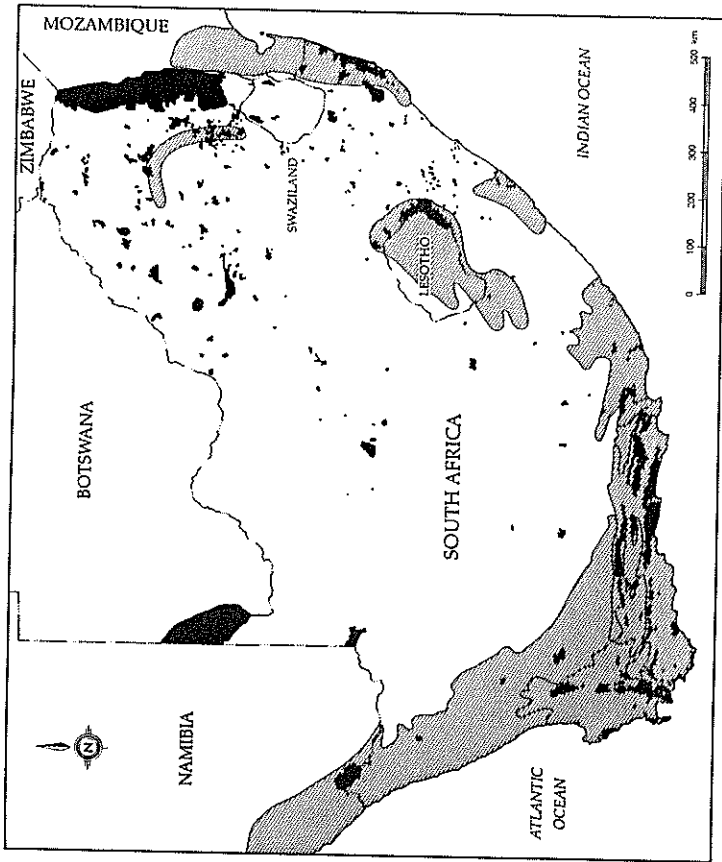 MOZAMBIQUE
ZIMBABWE
BOTSWANA
NAMIBIA
SWAZILAND
LESOTHO
SOUTH AFRICA
ATLANTIC
OCEAN
INDIAN OCEAN
N
0 100 200 300 400 500 km